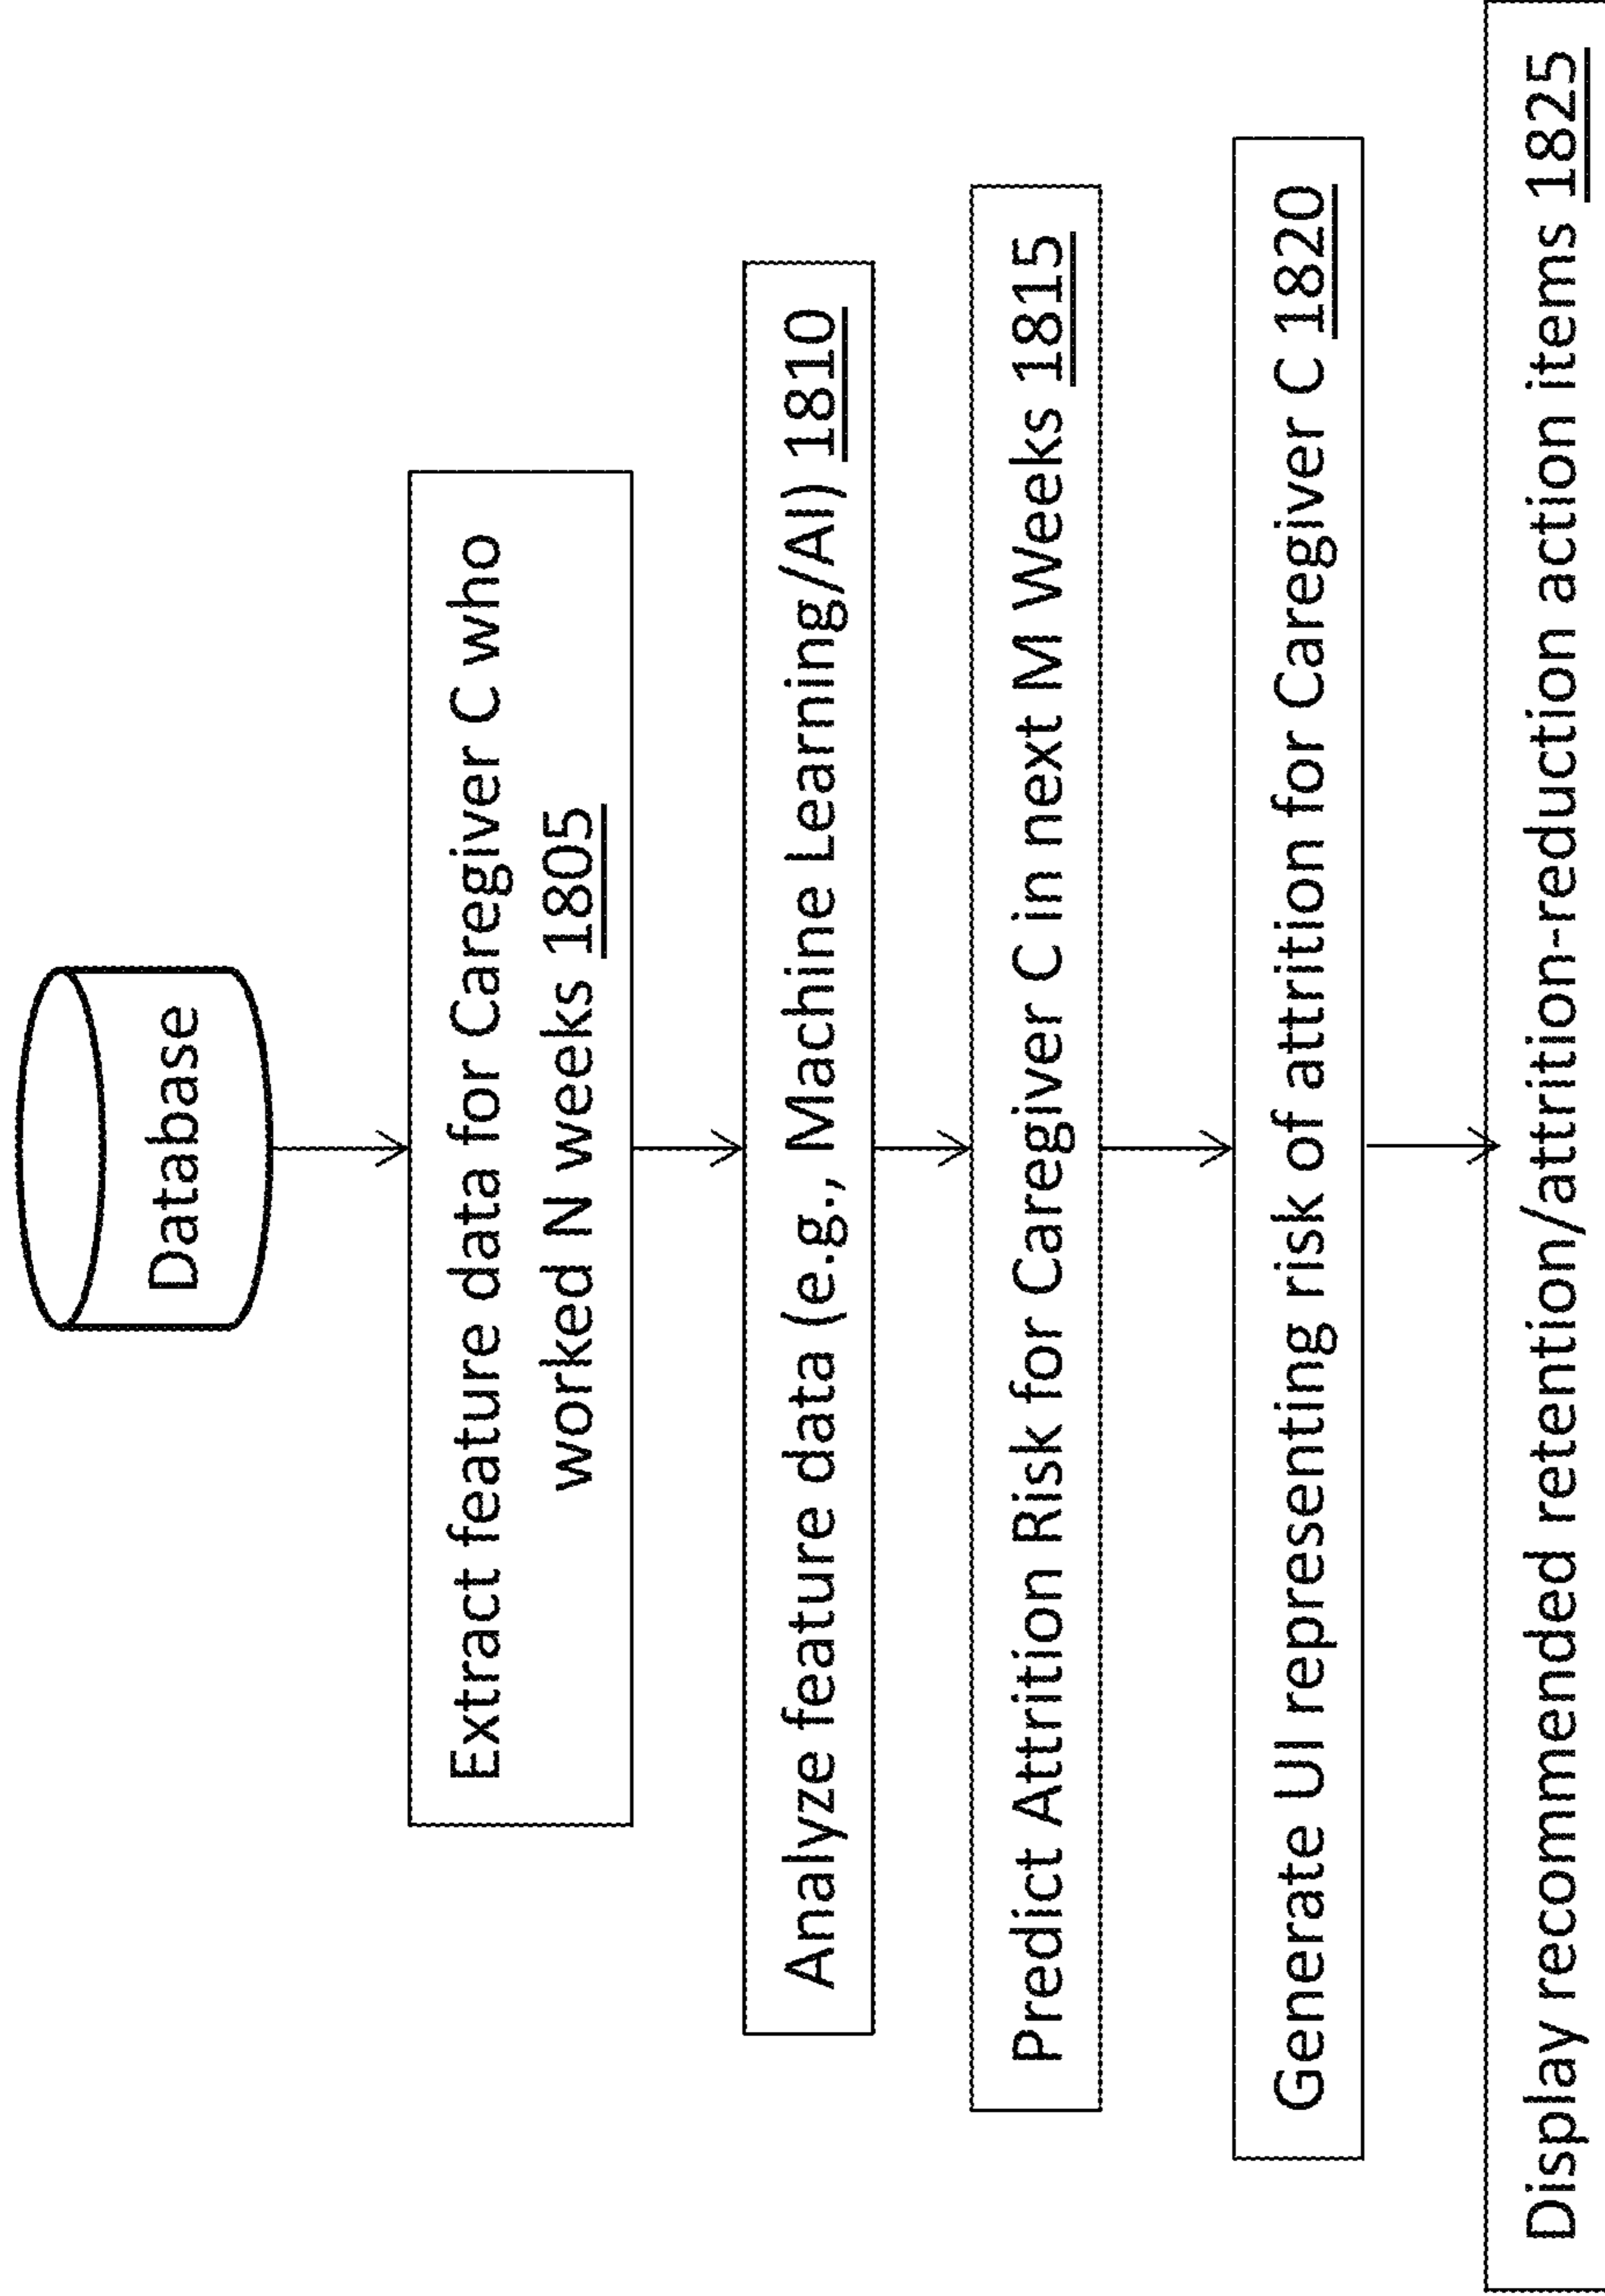 Database
Extract feature data for Caregiver C who
worked N weeks 1805
Analyze feature data (e.g., Machine Learning/AI) 1810
Predict Attrition Risk for Caregiver C in next M Weeks 1815
Generate UI representing risk of attrition for Caregiver C 1820
Display recommended retention/attrition-reduction action items 1825